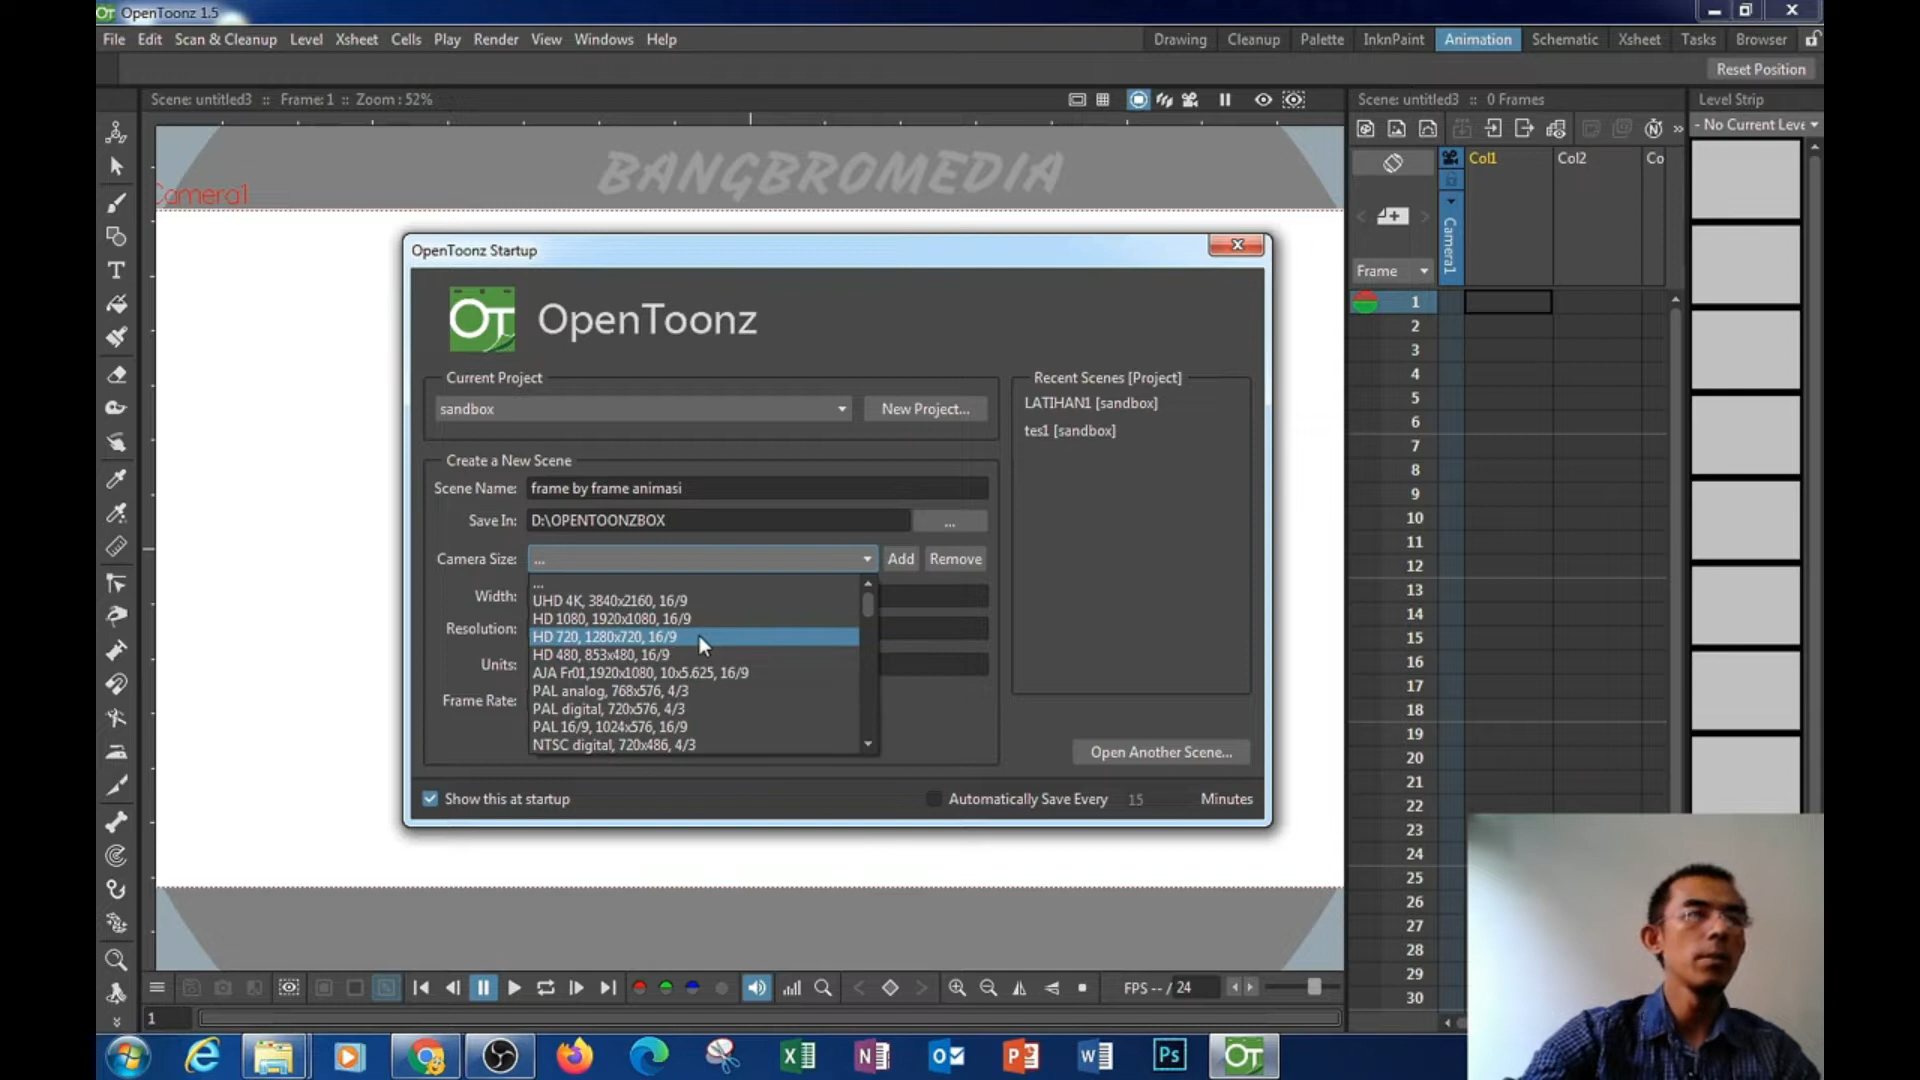 OpenToonz 1.5
File Edit Scan & Cleanup Level Xsheet Cells Play Render View Windows Help
Drawing Cleanup Palette InknPaint Animation Schematic Xsheet Tasks Browser
Reset Position
Scene: untitled3 :: Frame: 1 :: Zoom : 52%
Scene: untitled3 :: 0 Frames
Level Strip
- No Current Leve
BANGBROMEDIA
Camera1
Col1 Col2 Co
Camera1
Frame
OpenToonz Startup
OT OpenToonz
Current Project
sandbox
New Project...
Recent Scenes [Project]
LATIHAN1 [sandbox]
tes1 [sandbox]
Create a New Scene
Scene Name: frame by frame animasi
Save In: D:\OPENTOONZBOX ...
Camera Size: ... Add Remove
Width:
Resolution:
Units:
Frame Rate:
...
UHD 4K, 3840x2160, 16/9
HD 1080, 1920x1080, 16/9
HD 720, 1280x720, 16/9
HD 480, 853x480, 16/9
AJA Fr01,1920x1080, 10x5.625, 16/9
PAL analog, 768x576, 4/3
PAL digital, 720x576, 4/3
PAL 16/9, 1024x576, 16/9
NTSC digital, 720x486, 4/3
Open Another Scene...
Show this at startup
Automatically Save Every 15 Minutes
1
2
3
4
5
6
7
8
9
10
11
12
13
14
15
16
17
18
19
20
21
22
23
24
25
26
27
28
29
30
FPS -- / 24
1